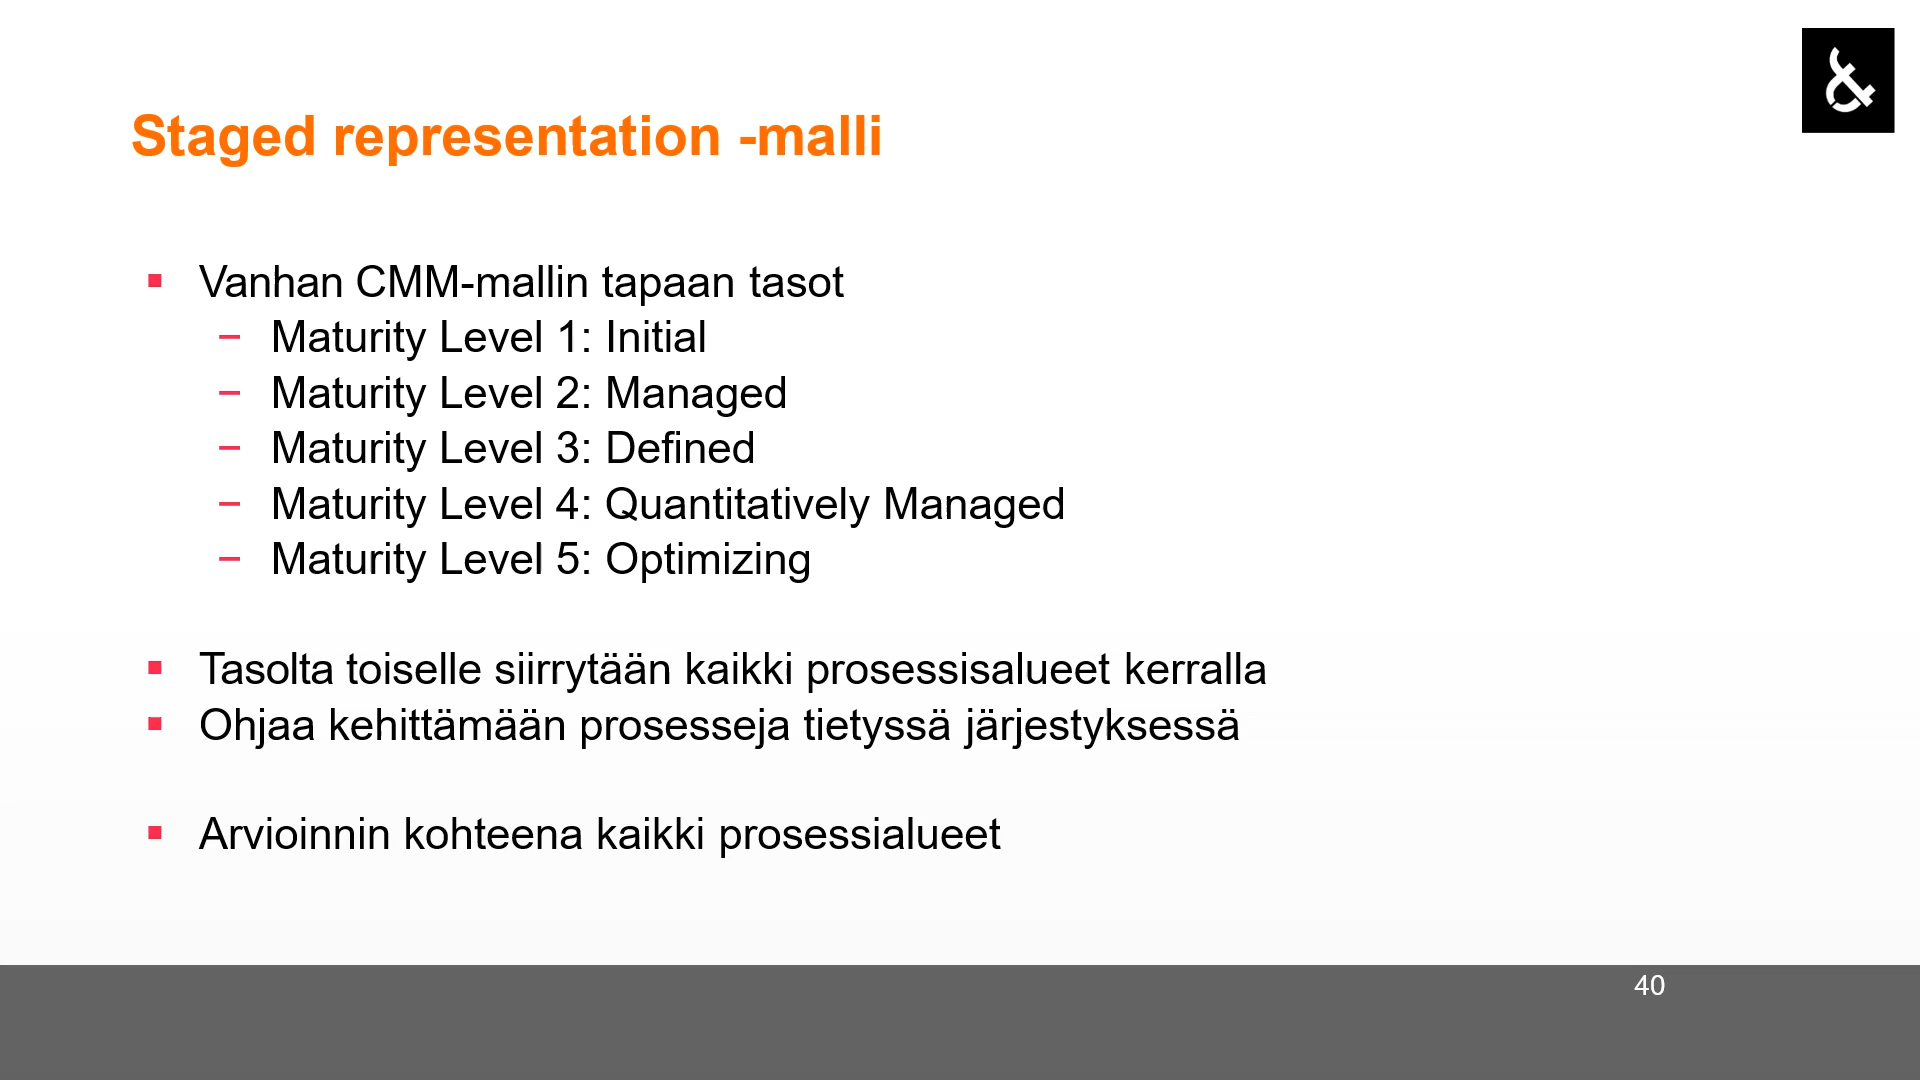 &
Staged representation -malli
▪ Vanhan CMM-mallin tapaan tasot
– Maturity Level 1: Initial
– Maturity Level 2: Managed
– Maturity Level 3: Defined
– Maturity Level 4: Quantitatively Managed
– Maturity Level 5: Optimizing
▪ Tasolta toiselle siirrytään kaikki prosessisalueet kerralla
▪ Ohjaa kehittämään prosesseja tietyssä järjestyksessä
▪ Arvioinnin kohteena kaikki prosessialueet
40